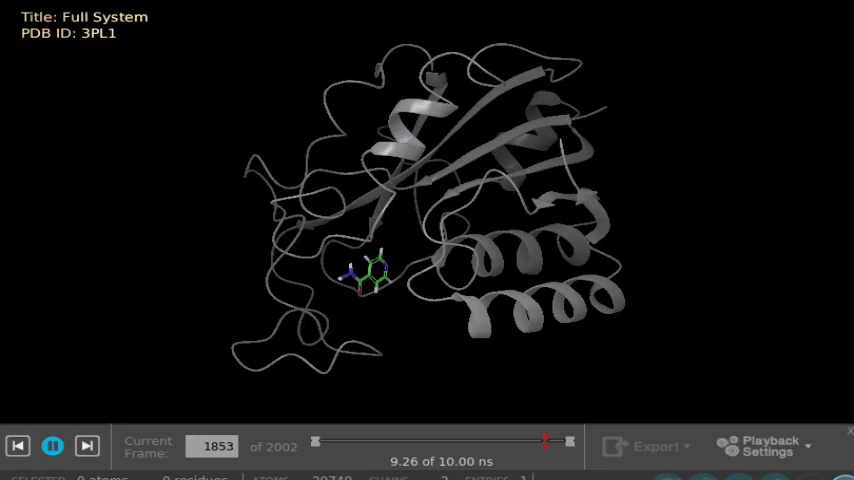 Title: Full System
PDB ID: 3PL1
Current Frame: 1853 of 2002
9.26 of 10.00 ns
Export
Playback Settings